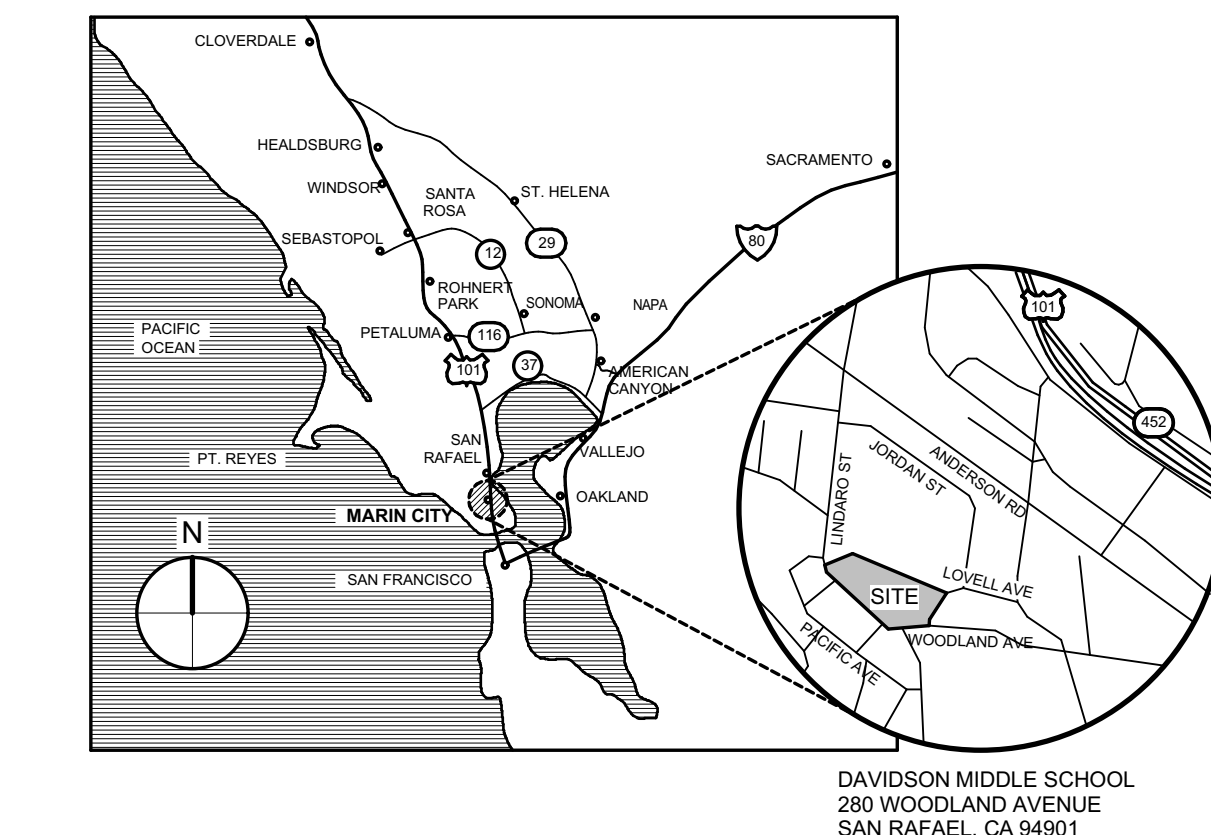 CLOVERDALE
HEALDSBURG
SACRAMENTO
WINDSOR
SANTA
ROSA
ST. HELENA
SEBASTOPOL
12
29
80
ROHNERT
PARK
SONOMA
NAPA
PACIFIC
OCEAN
PETALUMA
116
101
37
AMERICAN
CANYON
SAN
RAFAEL
VALLEJO
PT. REYES
OAKLAND
MARIN CITY
N
SAN FRANCISCO
101
452
LINDARO ST
JORDAN ST
ANDERSON RD
LOVELL AVE
SITE
WOODLAND AVE
PACIFIC AVE
DAVIDSON MIDDLE SCHOOL
280 WOODLAND AVENUE
SAN RAFAEL, CA 94901